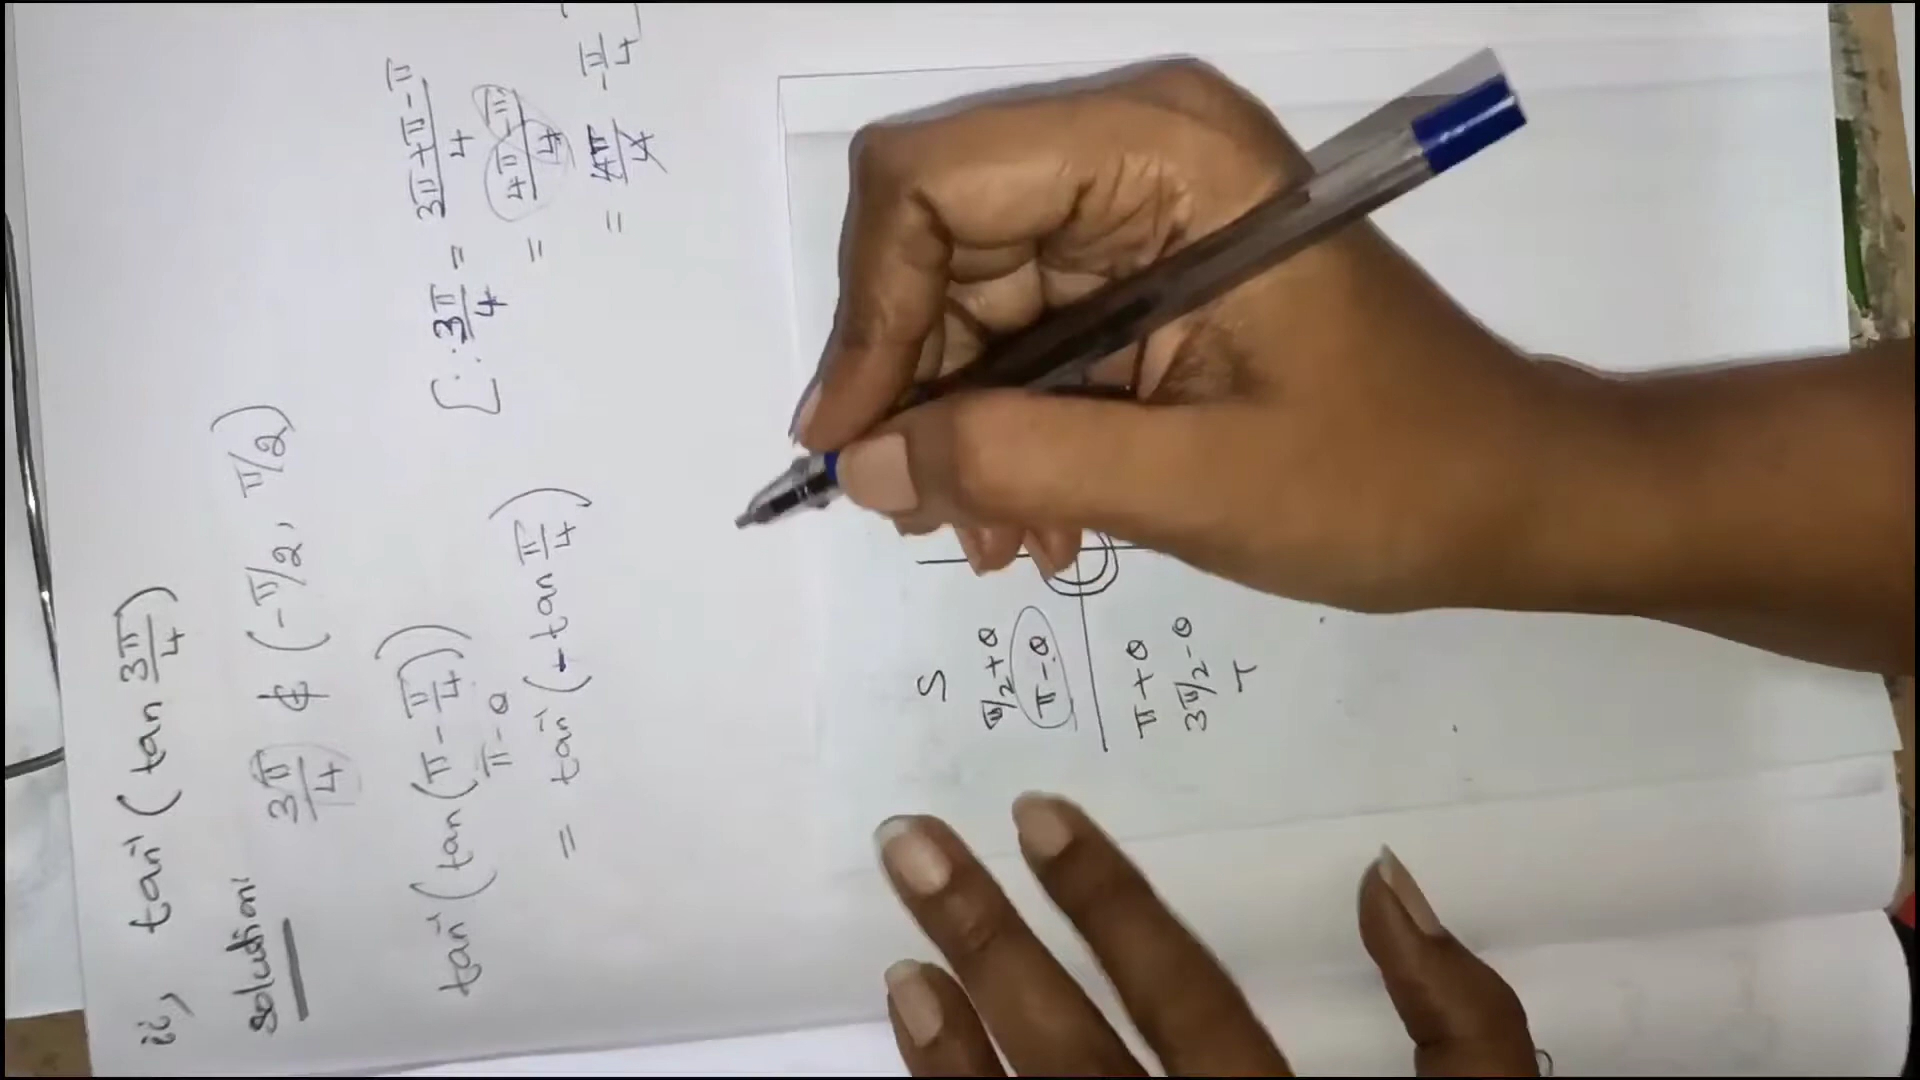 ii, tan⁻¹(tan 3π/4)
solution:
3π/4 ∉ (-π/2, π/2)
tan⁻¹(tan(π-π/4)) [∵ 3π/4 = 3π+π-π/4
π-θ = 4π-π/4
= tan⁻¹(-tan π/4) = 4π/4 - π/4]
S
π/2+θ
π-θ
π+θ
3π/2-θ
T